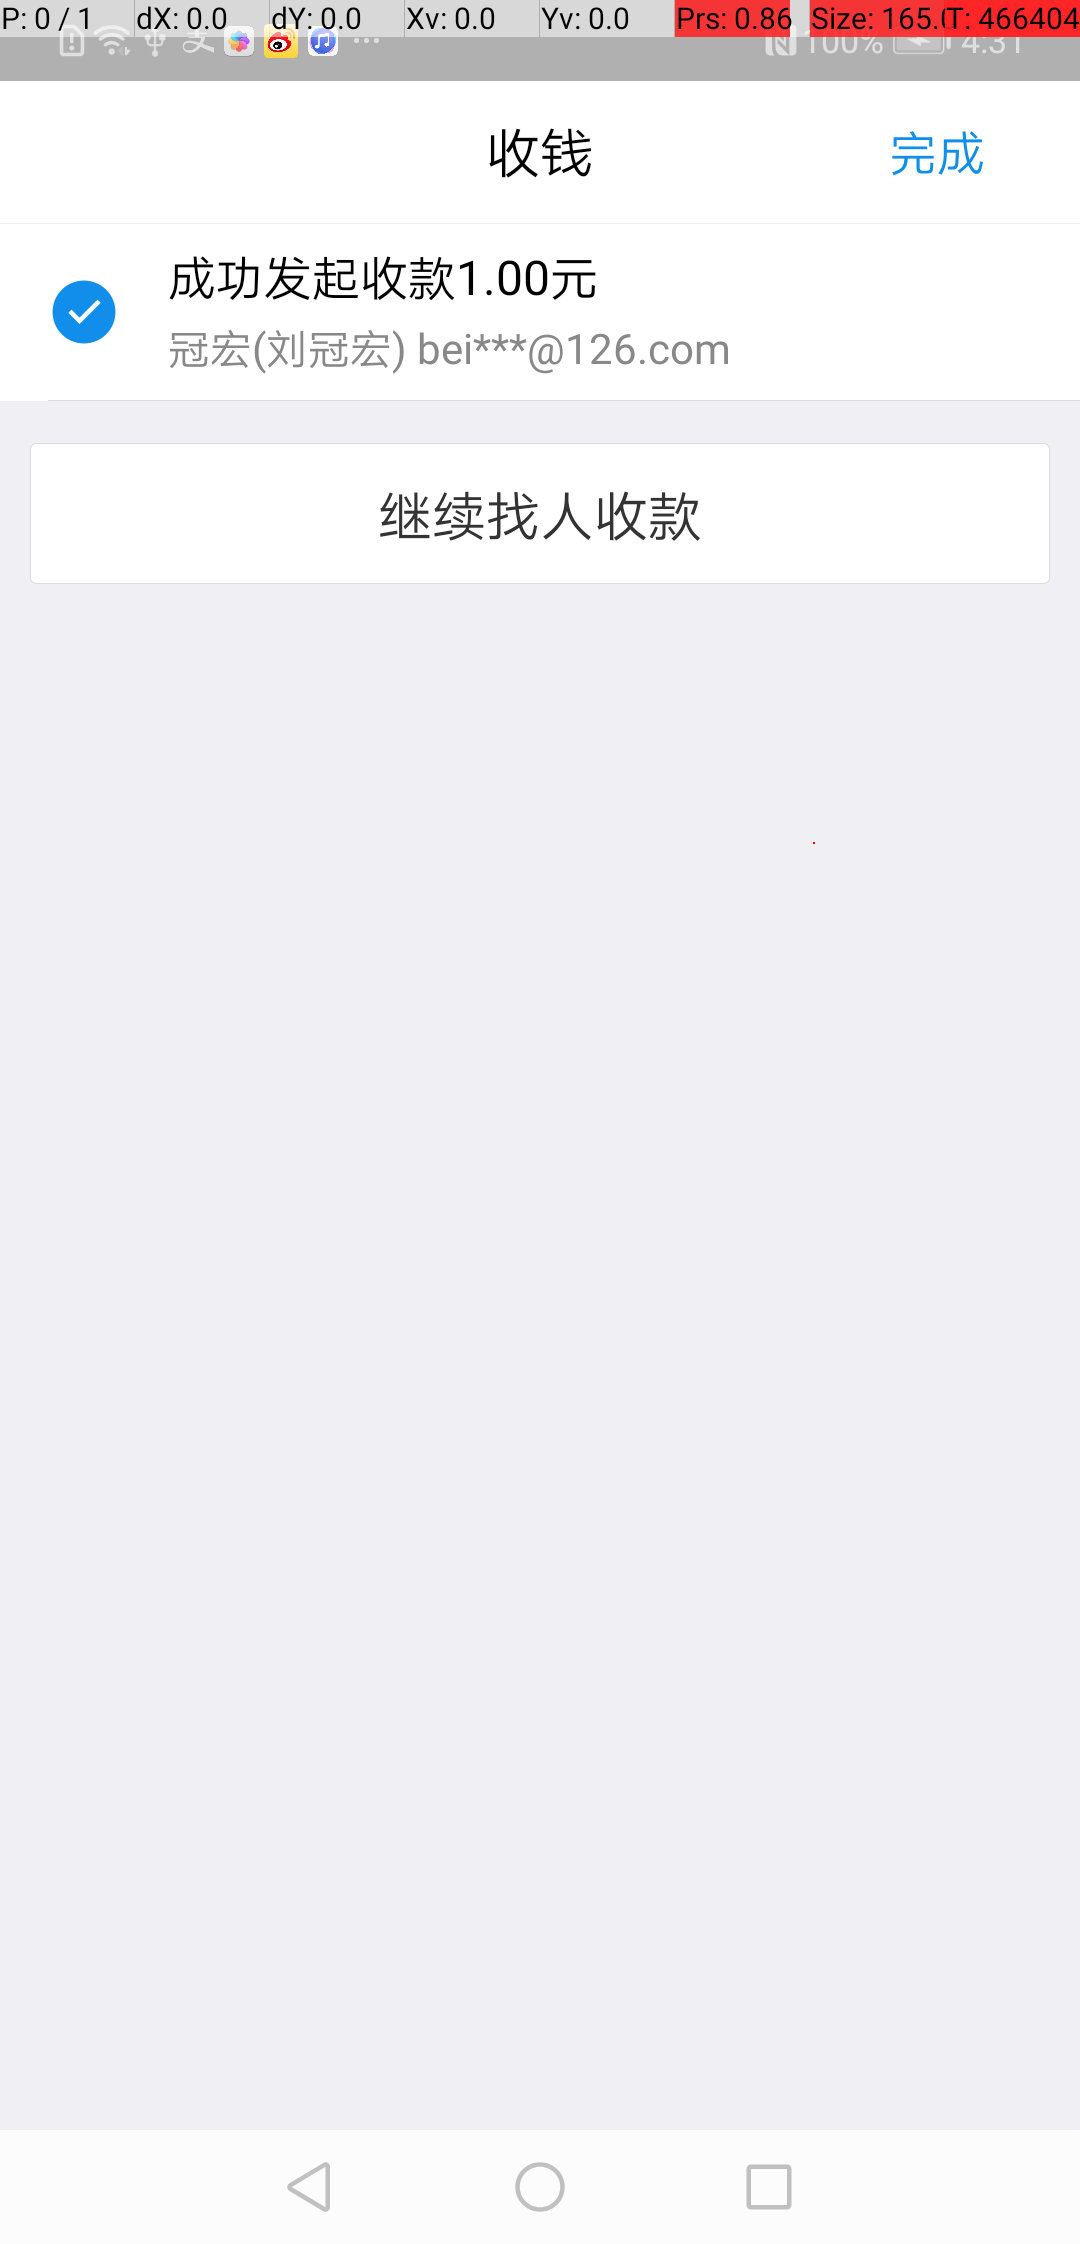 P: 0 / 1 dX: 0.0 dY: 0.0 Xv: 0.0 Yv: 0.0 Prs: 0.86 Size: 165.0 T: 466404
支 100% 4:31
收钱 完成
成功发起收款1.00元
冠宏(刘冠宏) bei***@126.com
继续找人收款